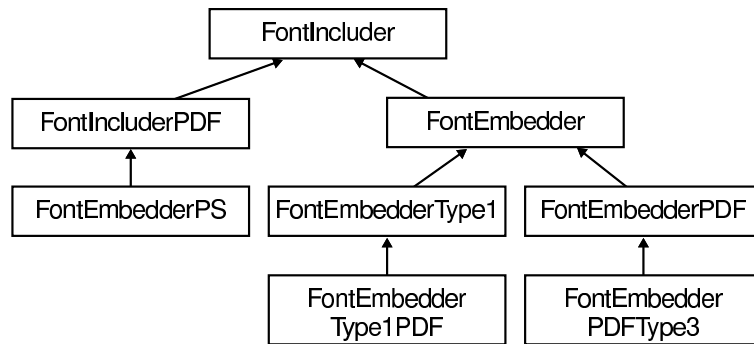 FontIncluder
FontIncluderPDF
FontEmbedder
FontEmbedderPS
FontEmbedderType1
FontEmbedderPDF
FontEmbedder
Type1PDF
FontEmbedder
PDFType3